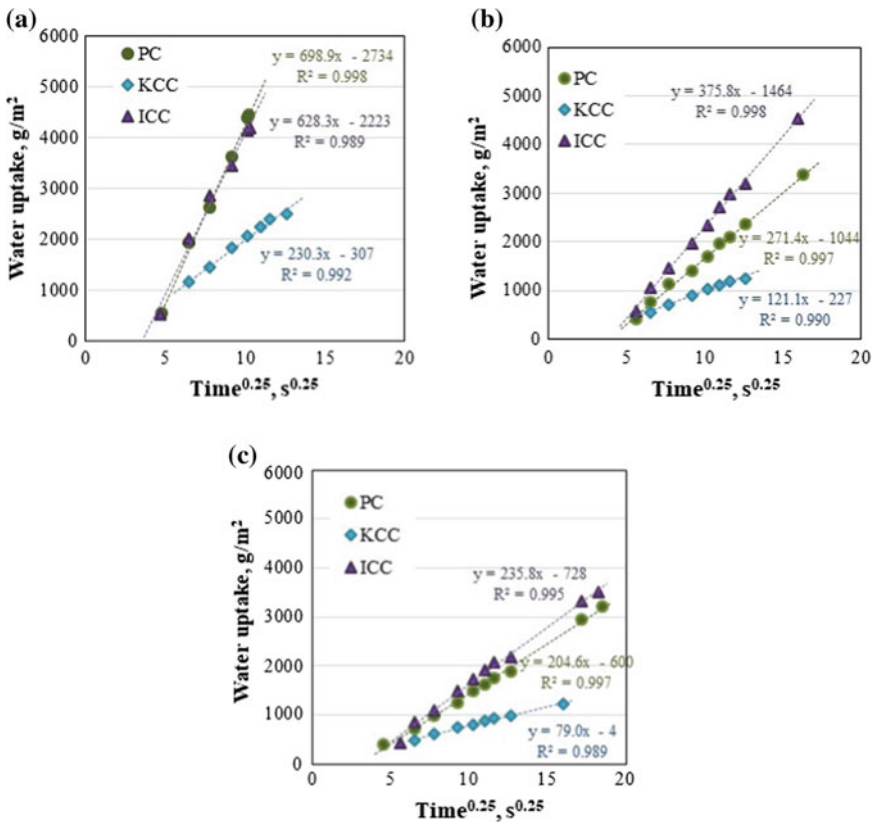 (a)
6000
5000
4000
3000
2000
1000
0
Water uptake, g/m²
PC
KCC
ICC
y = 698.9x - 2734
R² = 0.998
y = 628.3x - 2223
R² = 0.989
y = 230.3x - 307
R² = 0.992
0 5 10 15 20
Time^0.25, s^0.25
(b)
6000
5000
4000
3000
2000
1000
0
Water uptake, g/m²
PC
KCC
ICC
y = 375.8x - 1464
R² = 0.998
y = 271.4x - 1044
R² = 0.997
y = 121.1x - 227
R² = 0.990
0 5 10 15 20
Time^0.25, s^0.25
(c)
6000
5000
4000
3000
2000
1000
0
Water uptake, g/m²
PC
KCC
ICC
y = 235.8x - 728
R² = 0.995
y = 204.6x - 600
R² = 0.997
y = 79.0x - 4
R² = 0.989
0 5 10 15 20
Time^0.25, s^0.25